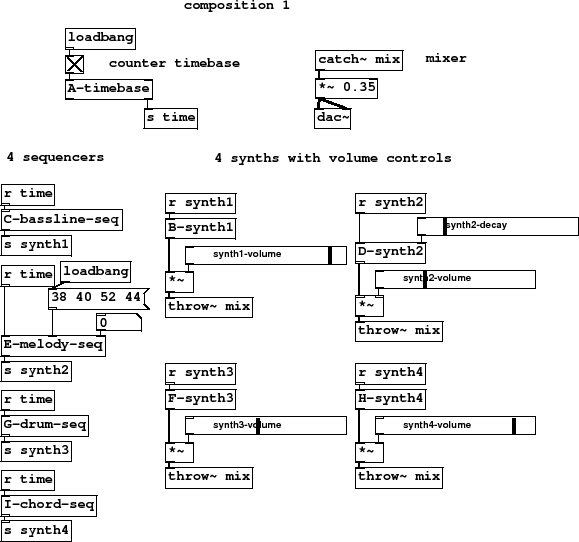 composition 1
loadbang
counter timebase
A-timebase
s time
catch~ mix
mixer
*~ 0.35
dac~
4 sequencers
4 synths with volume controls
r time
C-bassline-seq
s synth1
r time
loadbang
38 40 52 44
0
E-melody-seq
s synth2
r time
G-drum-seq
s synth3
r time
I-chord-seq
s synth4
r synth1
B-synth1
synth1-volume
*~
throw~ mix
r synth2
synth2-decay
D-synth2
synth2-volume
*~
throw~ mix
r synth3
F-synth3
synth3-volume
*~
throw~ mix
r synth4
H-synth4
synth4-volume
*~
throw~ mix